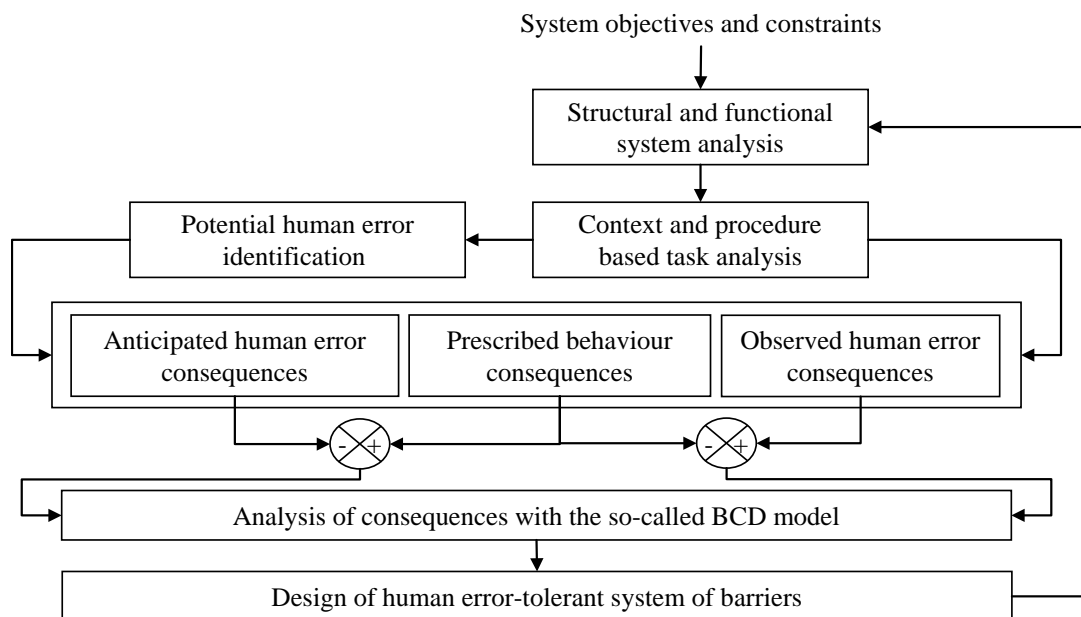 System objectives and constraints
Structural and functional
system analysis
Potential human error
identification
Context and procedure
based task analysis
Anticipated human error
consequences
Prescribed behaviour
consequences
Observed human error
consequences
- +
- +
Analysis of consequences with the so-called BCD model
Design of human error-tolerant system of barriers